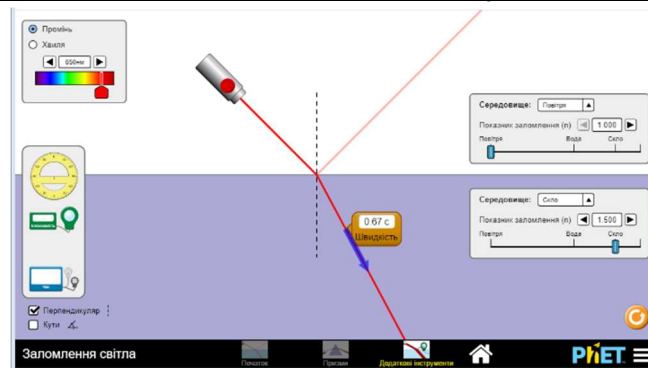 Промінь
Хвиля
650нм
Середовище: Повітря
Показник заломлення (n) 1.000
Повітря Вода Скло
0.67 c
Швидкість
Середовище: Скло
Показник заломлення (n) 1.500
Повітря Вода Скло
Перпендикуляр
Кути
Заломлення світла
Початок
Призми
Додаткові інструменти
PhET